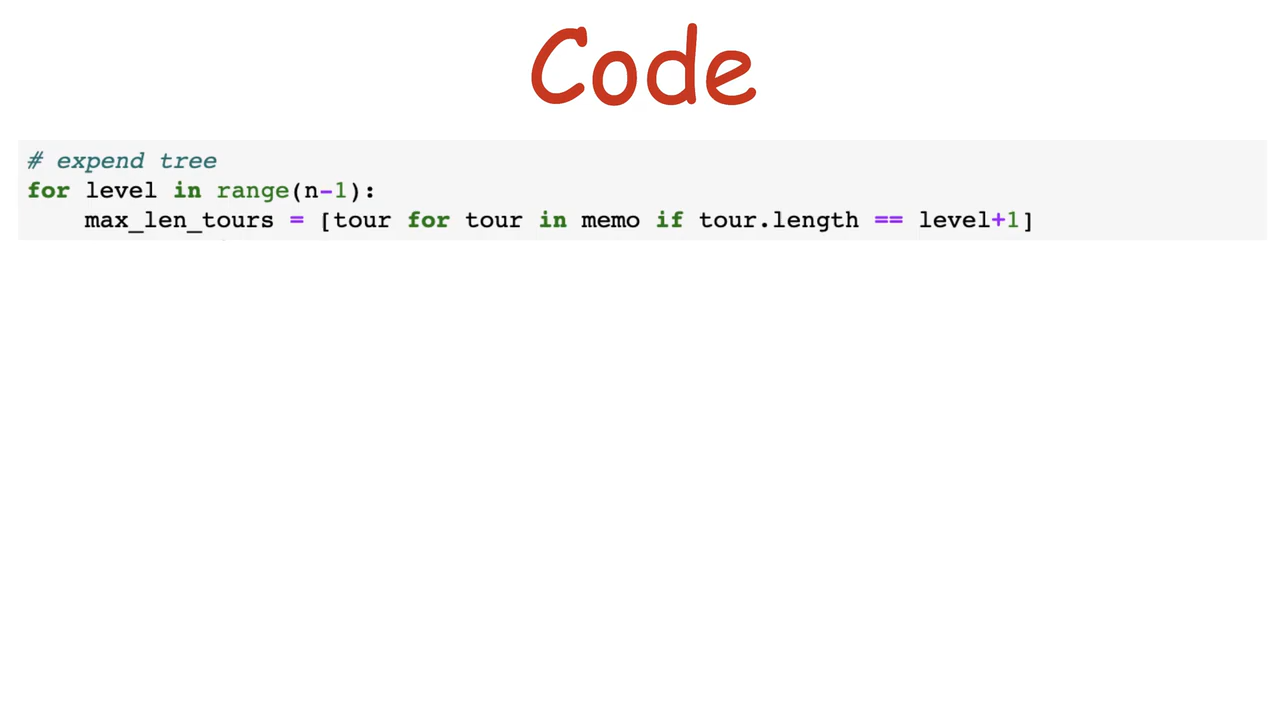 Code
# expend tree
for level in range(n-1):
    max_len_tours = [tour for tour in memo if tour.length == level+1]